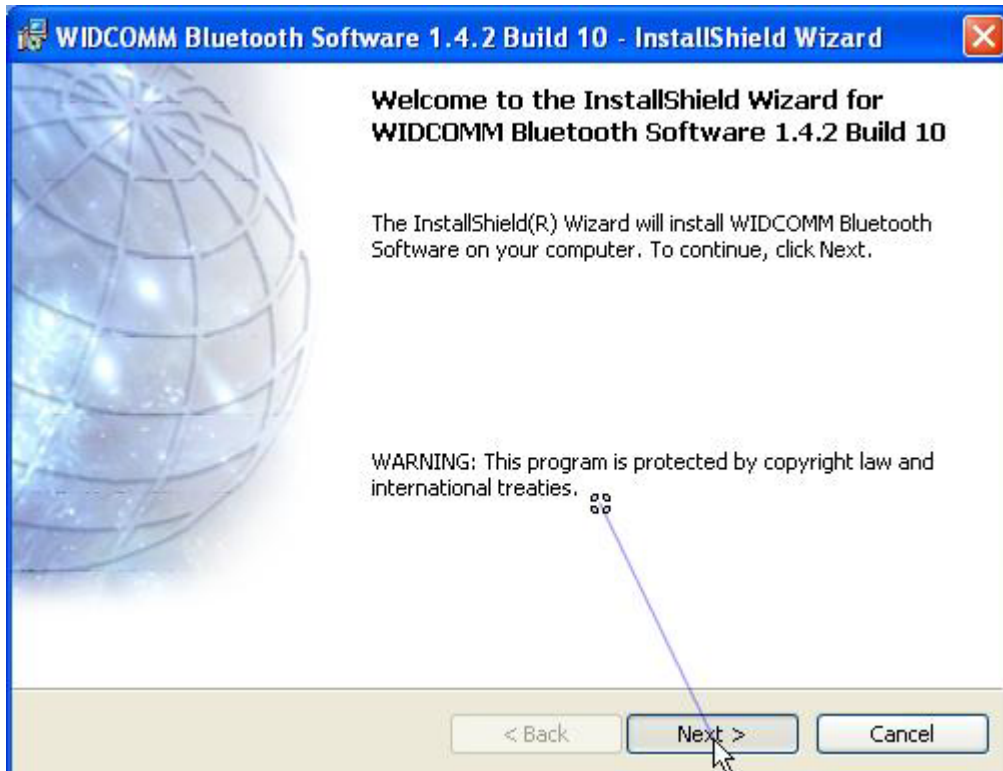 WIDCOMM Bluetooth Software 1.4.2 Build 10 - InstallShield Wizard
Welcome to the InstallShield Wizard for
WIDCOMM Bluetooth Software 1.4.2 Build 10
The InstallShield(R) Wizard will install WIDCOMM Bluetooth
Software on your computer. To continue, click Next.
WARNING: This program is protected by copyright law and
international treaties.
< Back Next > Cancel